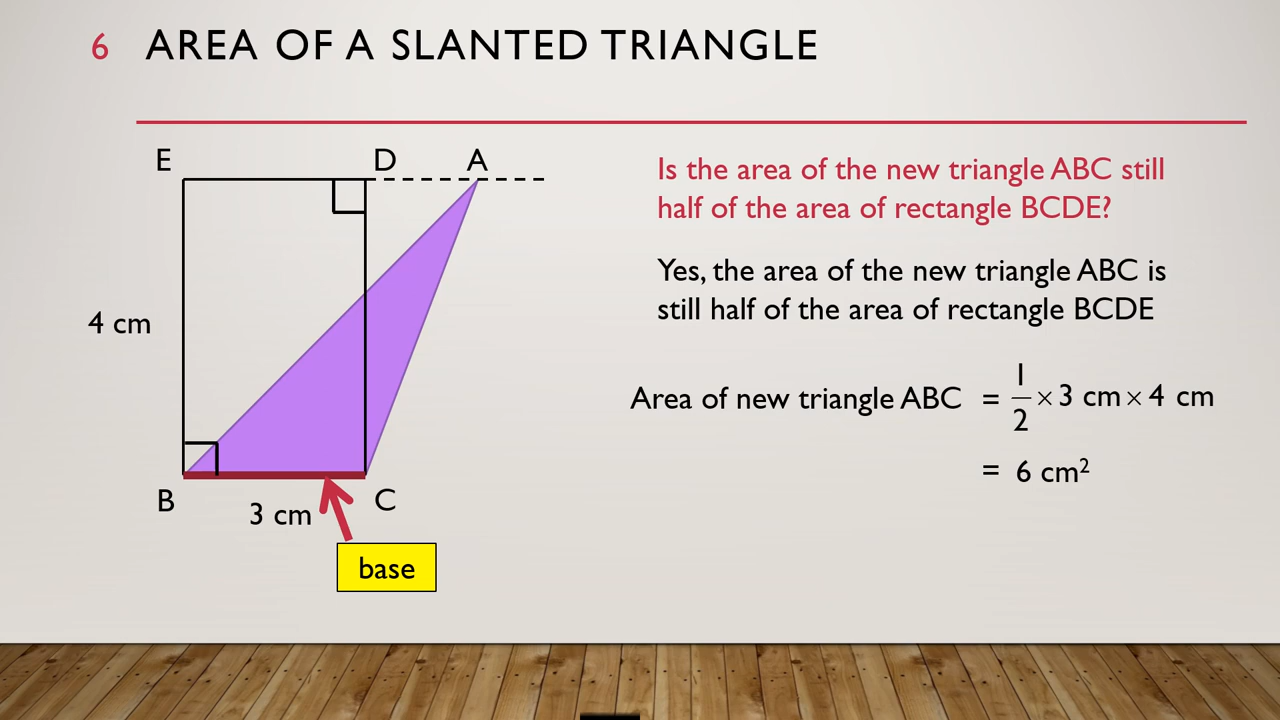 6 AREA OF A SLANTED TRIANGLE
E D A
Is the area of the new triangle ABC still
half of the area of rectangle BCDE?
Yes, the area of the new triangle ABC is
still half of the area of rectangle BCDE
4 cm
Area of new triangle ABC = 1/2 × 3 cm × 4 cm
= 6 cm²
B C
3 cm
base